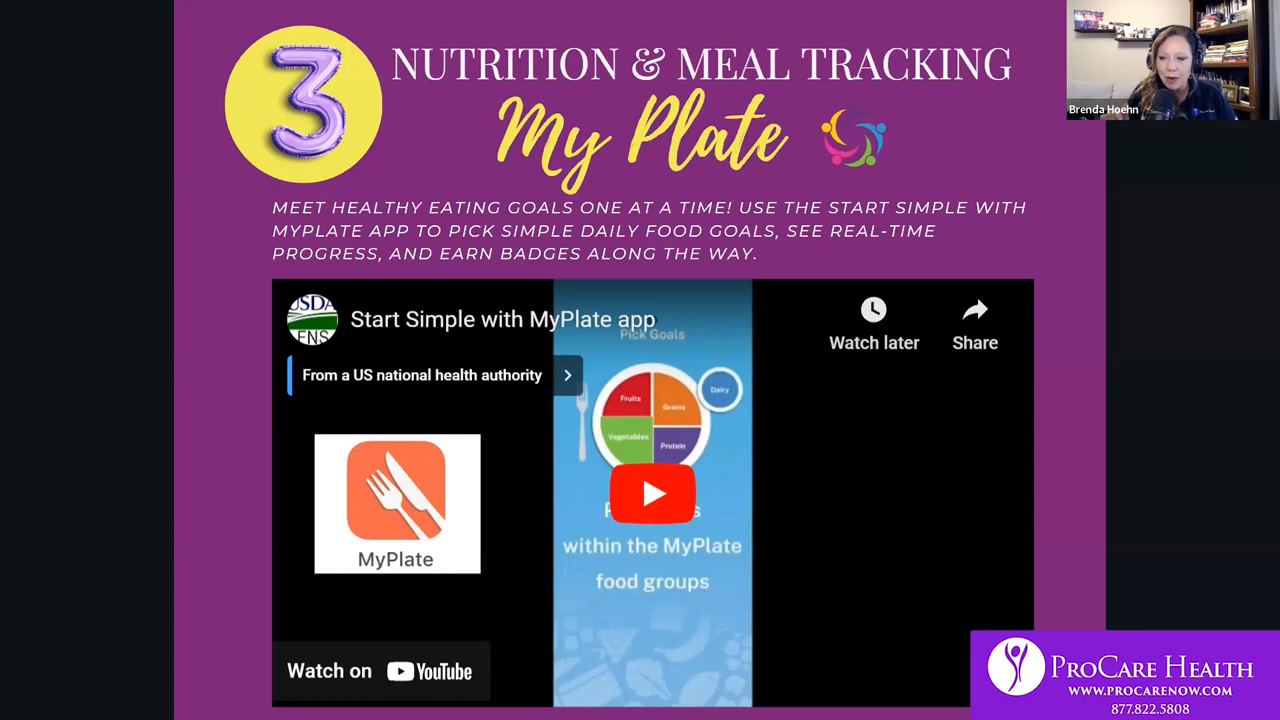 3
NUTRITION & MEAL TRACKING
My Plate
Brenda Hoehn
MEET HEALTHY EATING GOALS ONE AT A TIME! USE THE START SIMPLE WITH
MYPLATE APP TO PICK SIMPLE DAILY FOOD GOALS, SEE REAL-TIME
PROGRESS, AND EARN BADGES ALONG THE WAY.
USDA
FNS
Start Simple with MyPlate app
Watch later
Share
From a US national health authority
Pick Goals
Fruits
Grains
Dairy
Vegetables
Protein
within the MyPlate
food groups
MyPlate
Watch on YouTube
PROCARE HEALTH
WWW.PROCARENOW.COM
877.822.5808